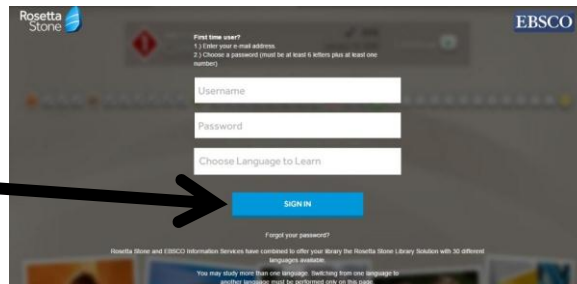 Rosetta
Stone
EBSCO
First time user?
1.) Enter your e-mail address.
2.) Choose a password (must be at least 6 letters plus at least one
number)
Username
Password
Choose Language to Learn
SIGN IN
Forgot your password?
Rosetta Stone and EBSCO Information Services have combined to offer your library the Rosetta Stone Library Solution with 30 different
languages available.
You may study more than one language. Switching from one language to
another language must be performed only on this page.